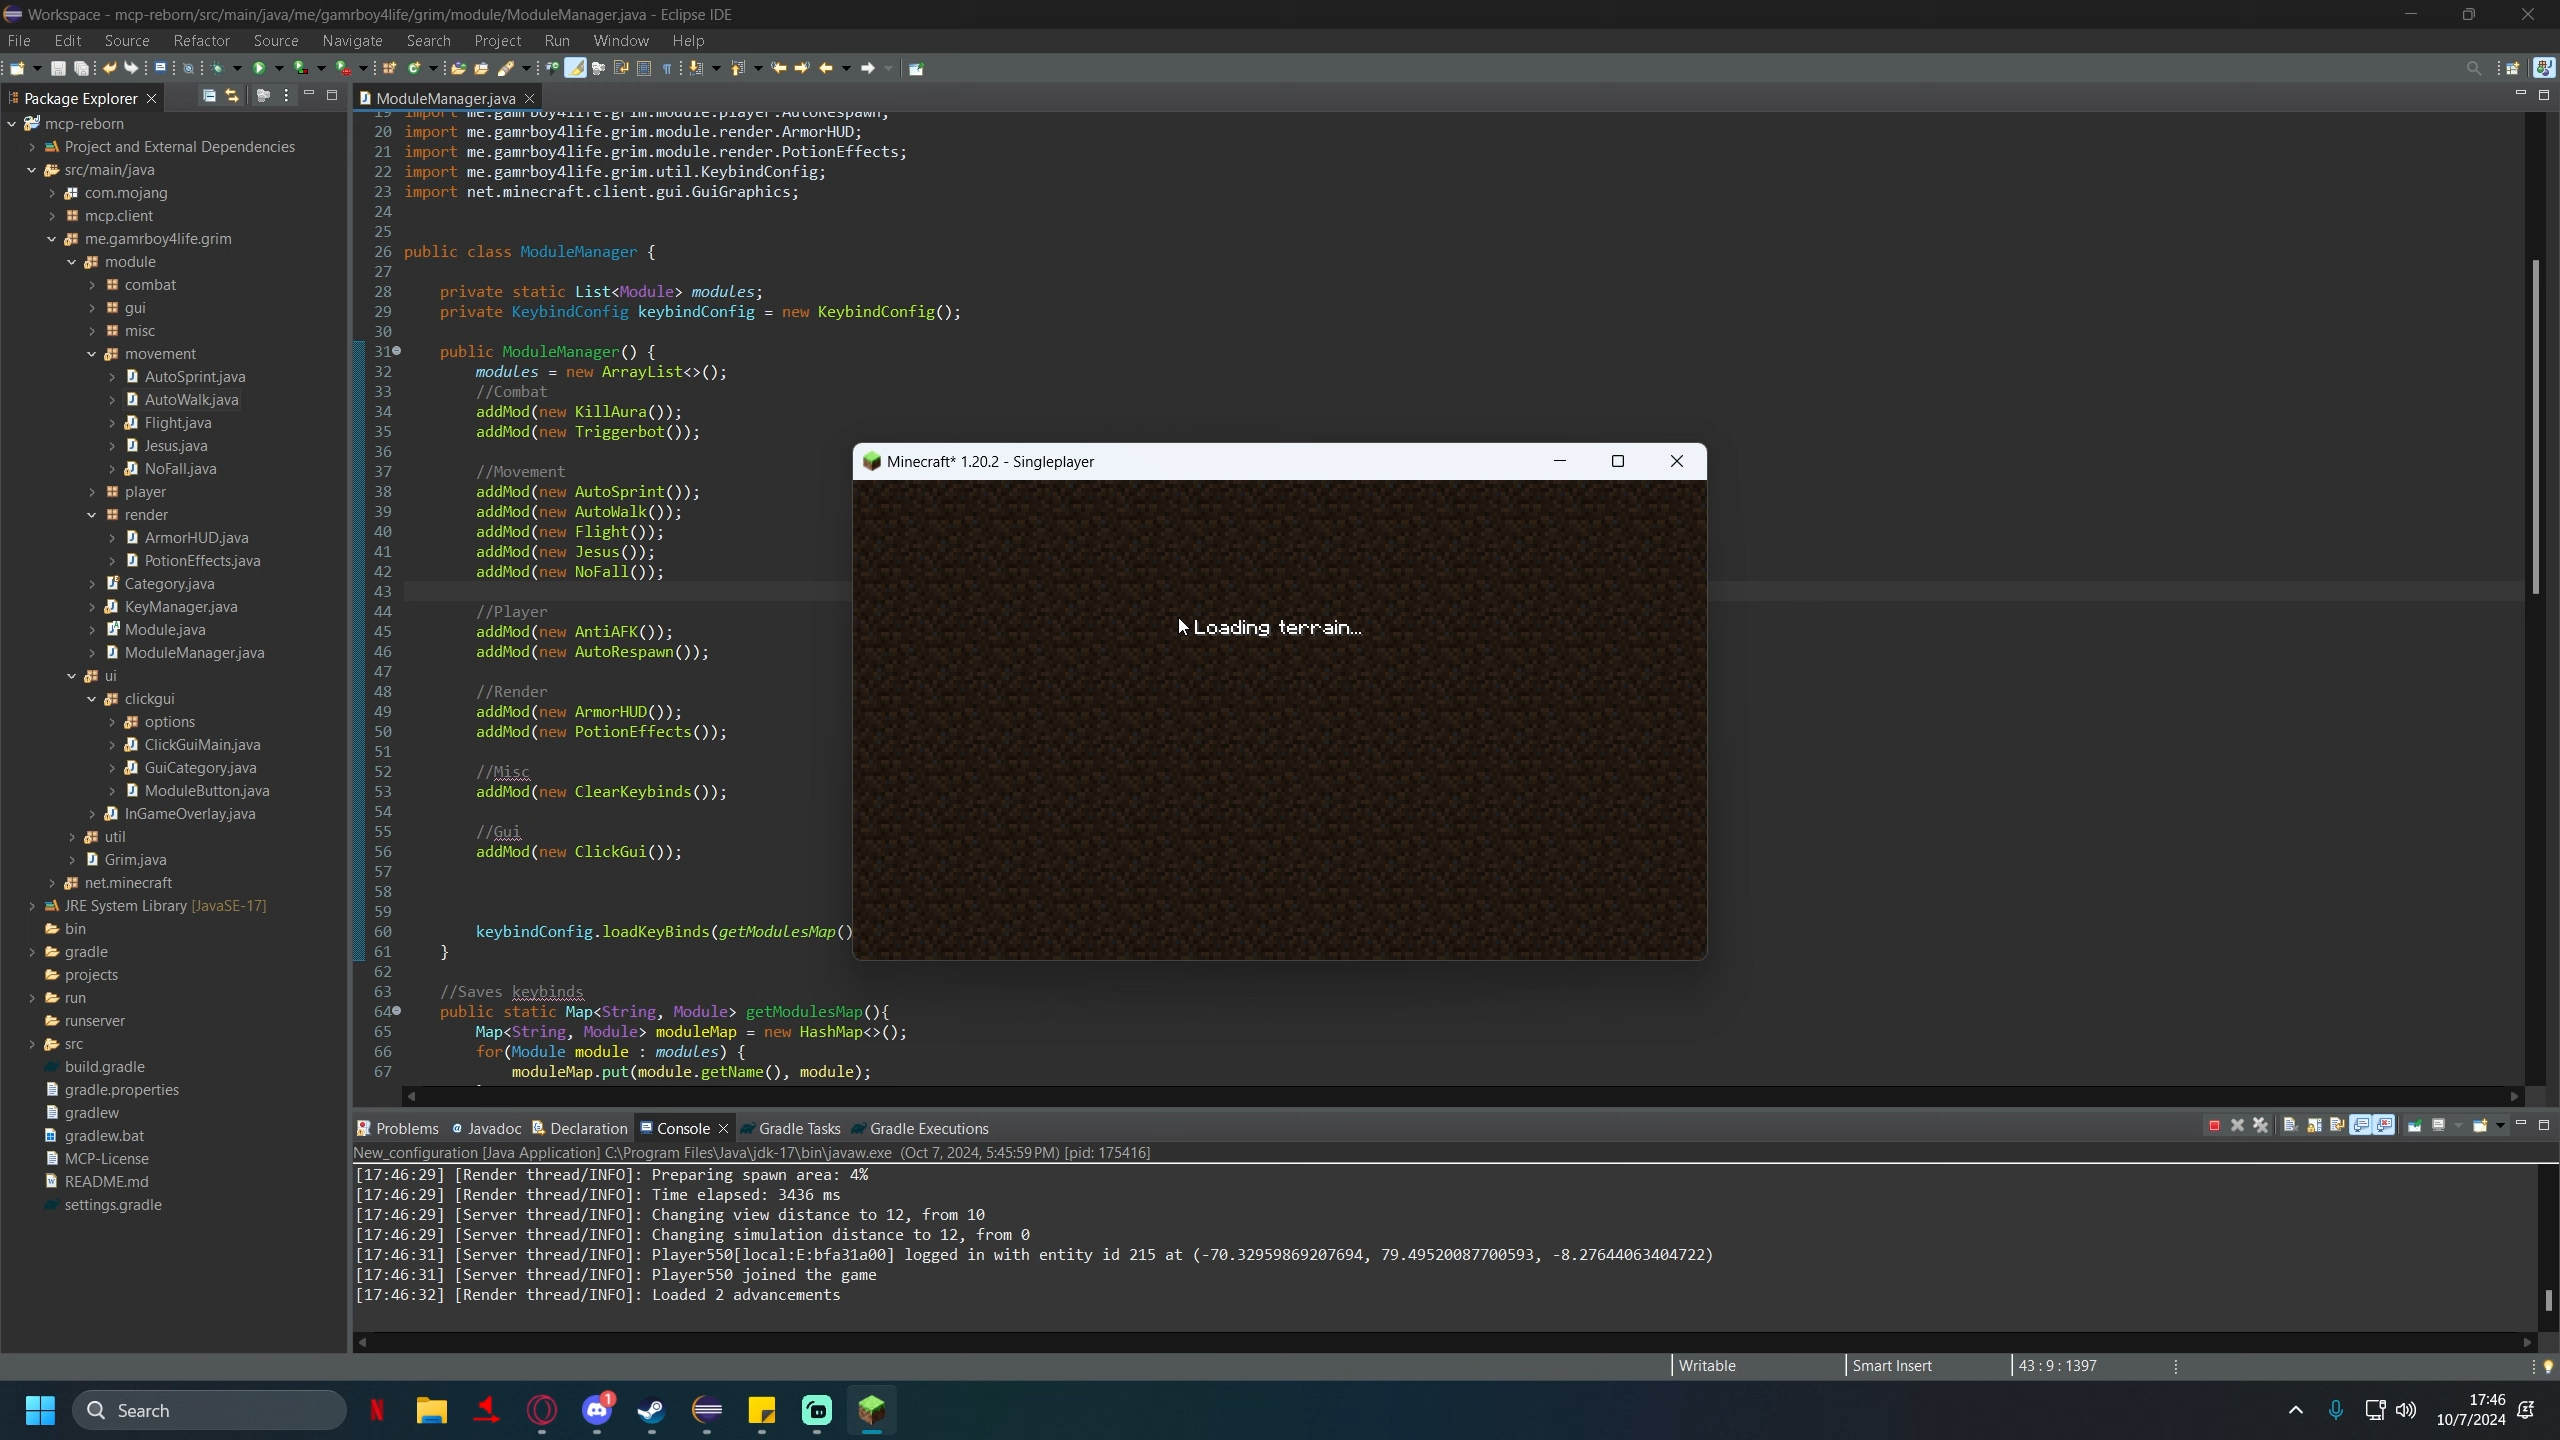 Workspace - mcp-reborn/src/main/java/me/gamrboy4life/grim/module/ModuleManager.java - Eclipse IDE
File Edit Source Refactor Source Navigate Search Project Run Window Help
Package Explorer
mcp-reborn
Project and External Dependencies
src/main/java
com.mojang
mcp.client
me.gamrboy4life.grim
module
combat
gui
misc
movement
AutoSprint.java
AutoWalk.java
Flight.java
Jesus.java
NoFall.java
player
render
ArmorHUD.java
PotionEffects.java
Category.java
KeyManager.java
Module.java
ModuleManager.java
ui
clickgui
options
ClickGuiMain.java
GuiCategory.java
ModuleButton.java
InGameOverlay.java
util
Grim.java
net.minecraft
JRE System Library [JavaSE-17]
bin
gradle
projects
run
runserver
src
build.gradle
gradle.properties
gradlew
gradlew.bat
MCP-License
README.md
settings.gradle
ModuleManager.java
19 import me.gamrboy4life.grim.module.player.AutoRespawn;
20 import me.gamrboy4life.grim.module.render.ArmorHUD;
21 import me.gamrboy4life.grim.module.render.PotionEffects;
22 import me.gamrboy4life.grim.util.KeybindConfig;
23 import net.minecraft.client.gui.GuiGraphics;
24
25
26 public class ModuleManager {
27
28 private static List<Module> modules;
29 private KeybindConfig keybindConfig = new KeybindConfig();
30
31 public ModuleManager() {
32 modules = new ArrayList<>();
33 //Combat
34 addMod(new KillAura());
35 addMod(new Triggerbot());
36
37 //Movement
38 addMod(new AutoSprint());
39 addMod(new AutoWalk());
40 addMod(new Flight());
41 addMod(new Jesus());
42 addMod(new NoFall());
43
44 //Player
45 addMod(new AntiAFK());
46 addMod(new AutoRespawn());
47
48 //Render
49 addMod(new ArmorHUD());
50 addMod(new PotionEffects());
51
52 //Misc
53 addMod(new ClearKeybinds());
54
55 //Gui
56 addMod(new ClickGui());
57
58
59
60 keybindConfig.loadKeyBinds(getModulesMap()
61 }
62
63 //Saves keybinds
64 public static Map<String, Module> getModulesMap(){
65 Map<String, Module> moduleMap = new HashMap<>();
66 for(Module module : modules) {
67 moduleMap.put(module.getName(), module);
Minecraft* 1.20.2 - Singleplayer
Loading terrain...
Problems Javadoc Declaration Console Gradle Tasks Gradle Executions
New_configuration [Java Application] C:\Program Files\Java\jdk-17\bin\javaw.exe (Oct 7, 2024, 5:45:59 PM) [pid: 175416]
[17:46:29] [Render thread/INFO]: Preparing spawn area: 4%
[17:46:29] [Render thread/INFO]: Time elapsed: 3436 ms
[17:46:29] [Server thread/INFO]: Changing view distance to 12, from 10
[17:46:29] [Server thread/INFO]: Changing simulation distance to 12, from 0
[17:46:31] [Server thread/INFO]: Player550[local:E:bfa31a00] logged in with entity id 215 at (-70.32959869207694, 79.49520087700593, -8.27644063404722)
[17:46:31] [Server thread/INFO]: Player550 joined the game
[17:46:32] [Render thread/INFO]: Loaded 2 advancements
Writable Smart Insert 43 : 9 : 1397
Search
1
17:46
10/7/2024